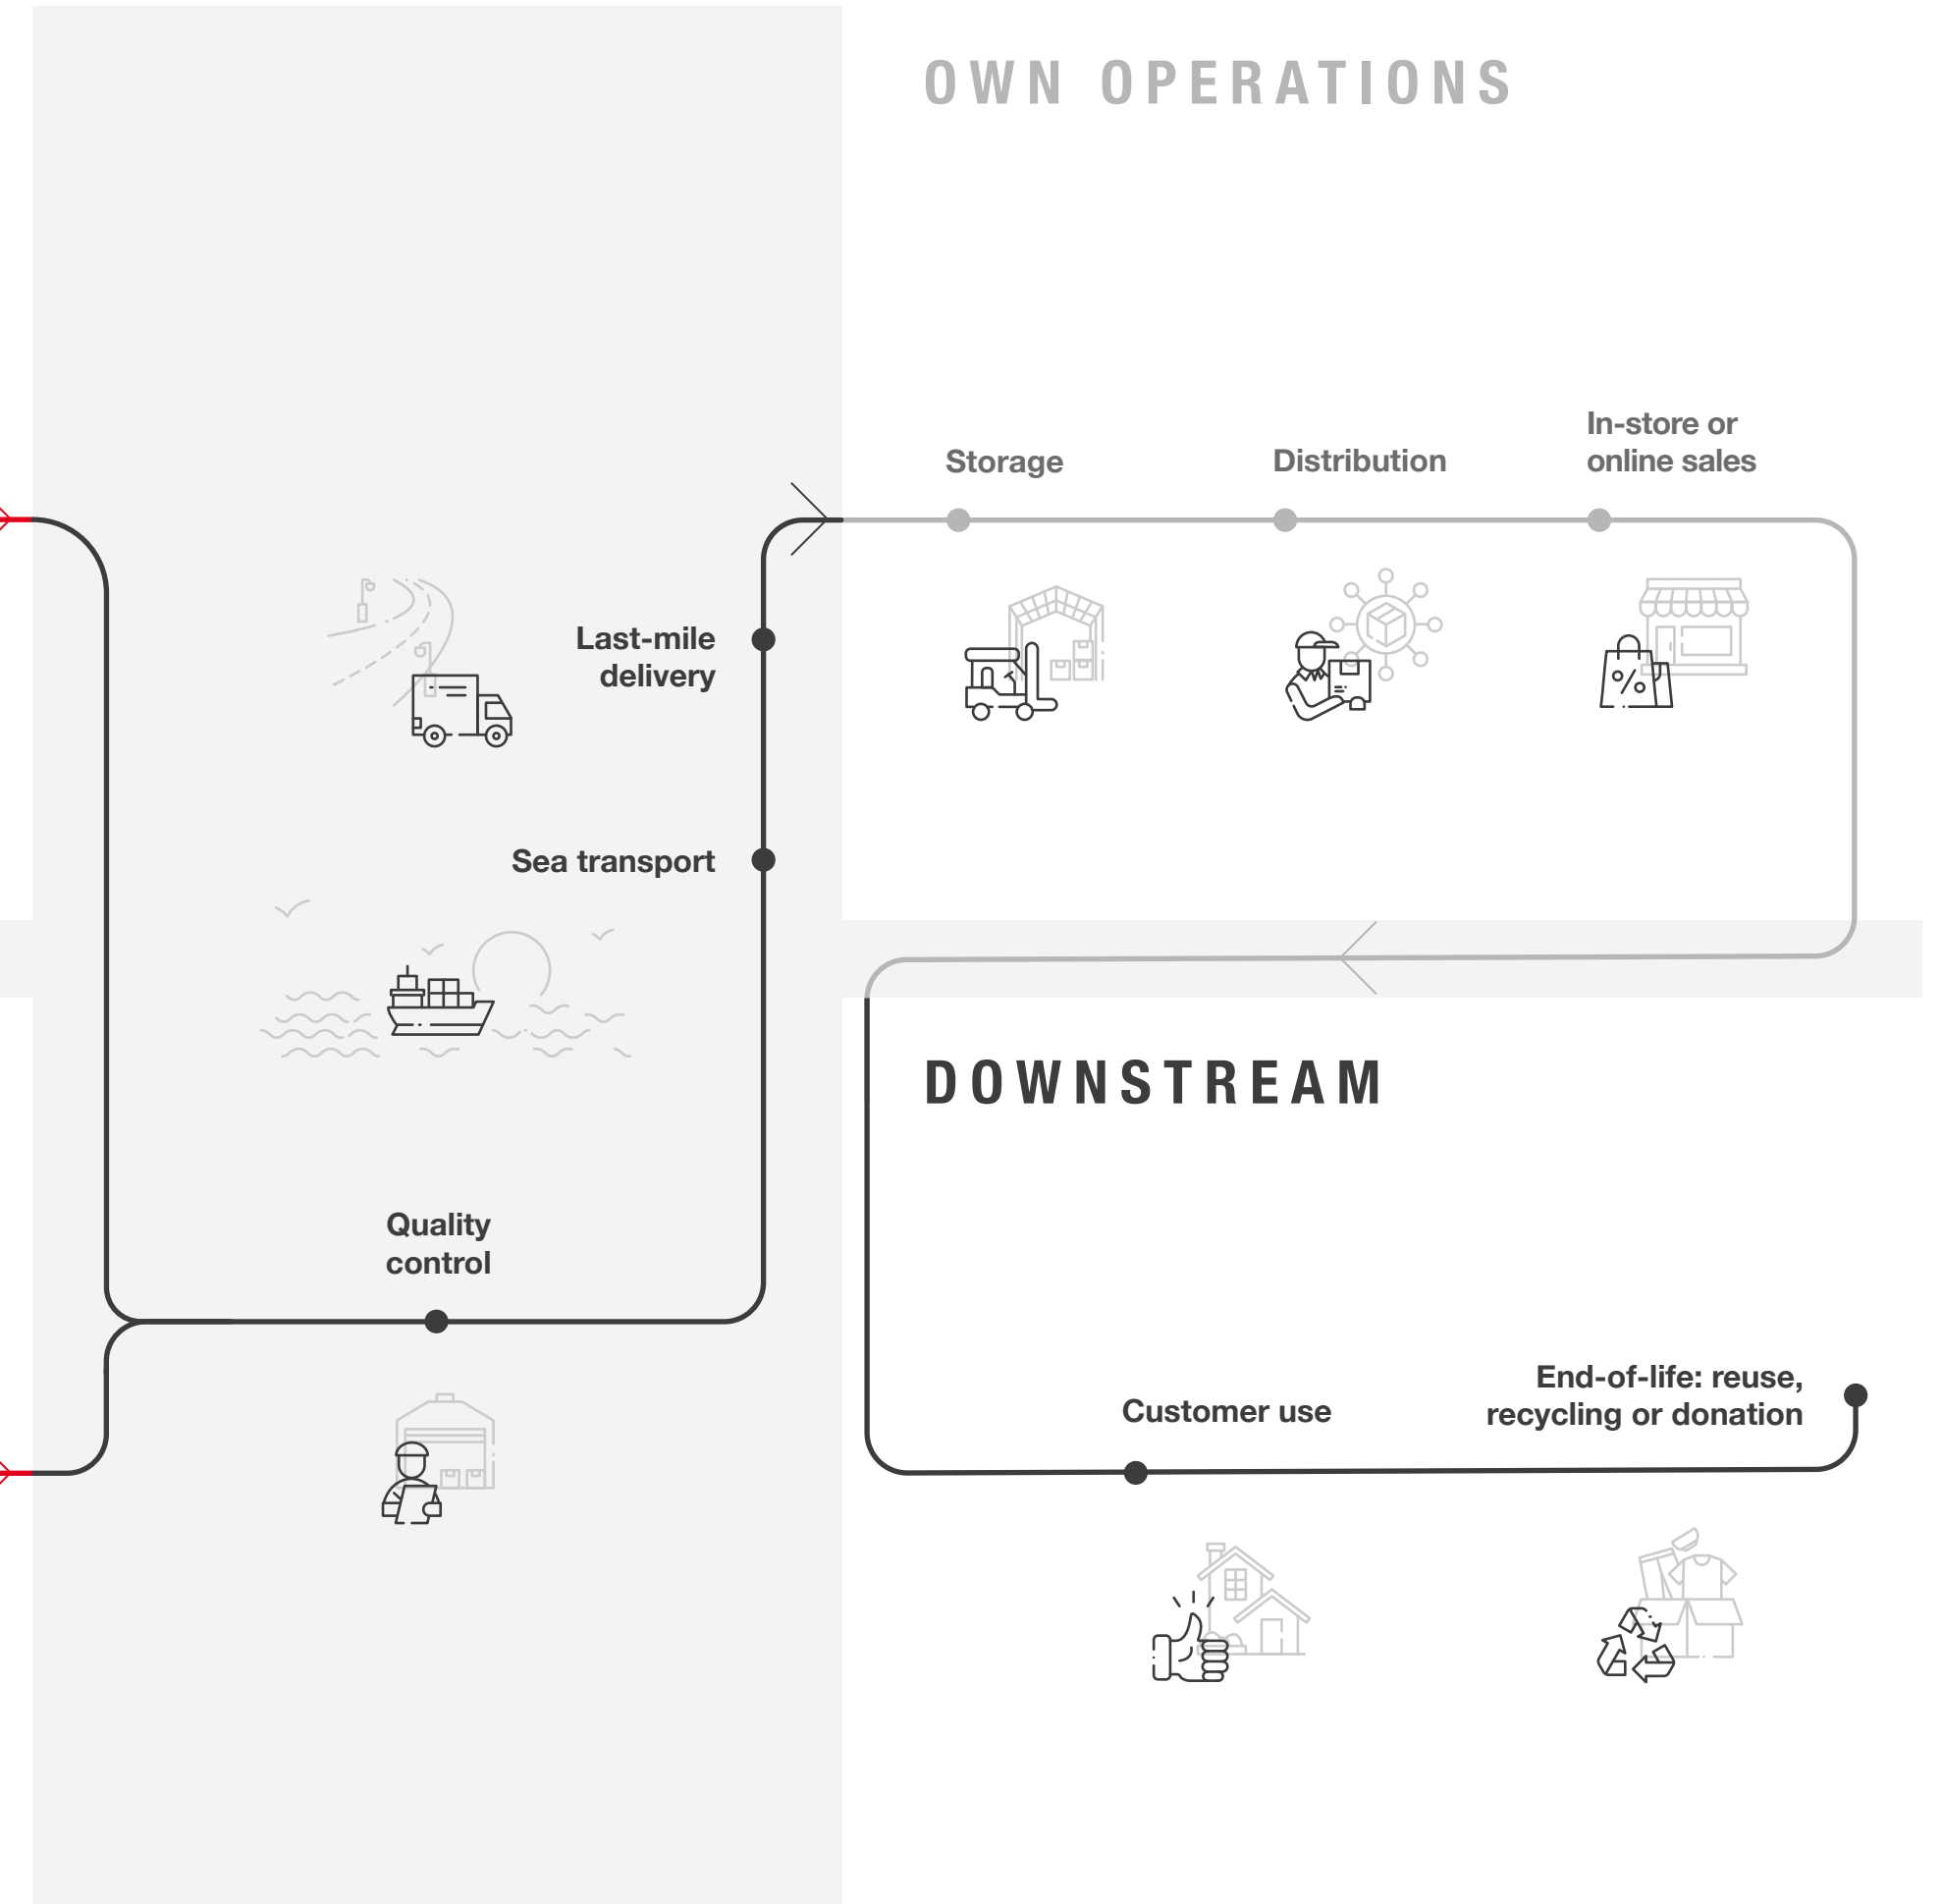 OWN OPERATIONS
Storage
Distribution
In-store or
online sales
Last-mile
delivery
Sea transport
Quality
control
DOWNSTREAM
Customer use
End-of-life: reuse,
recycling or donation